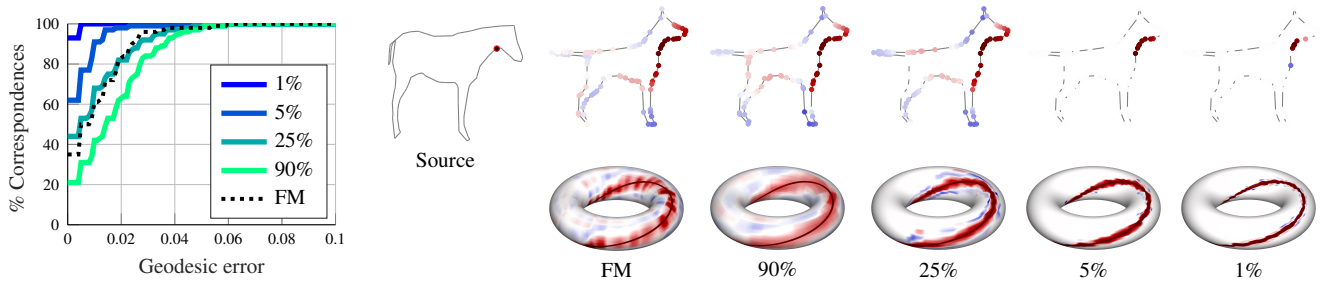 % Correspondences
100
80
60
40
20
0
0 0.02 0.04 0.06 0.08 0.1
Geodesic error
1%
5%
25%
90%
FM
Source
FM 90% 25% 5% 1%